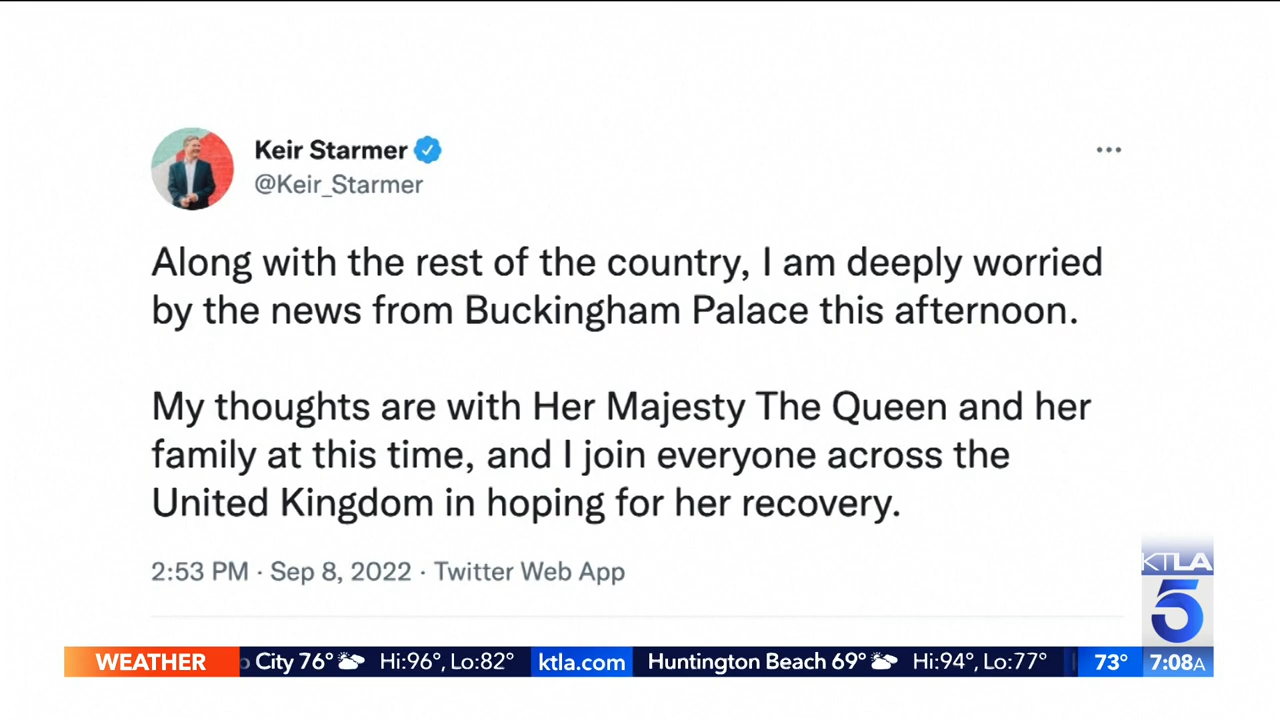 Keir Starmer
@Keir_Starmer
Along with the rest of the country, I am deeply worried
by the news from Buckingham Palace this afternoon.
My thoughts are with Her Majesty The Queen and her
family at this time, and I join everyone across the
United Kingdom in hoping for her recovery.
2:53 PM · Sep 8, 2022 · Twitter Web App
KTLA
5
WEATHER City 76° Hi:96°, Lo:82° ktla.com Huntington Beach 69° Hi:94°, Lo:77° 73° 7:08A